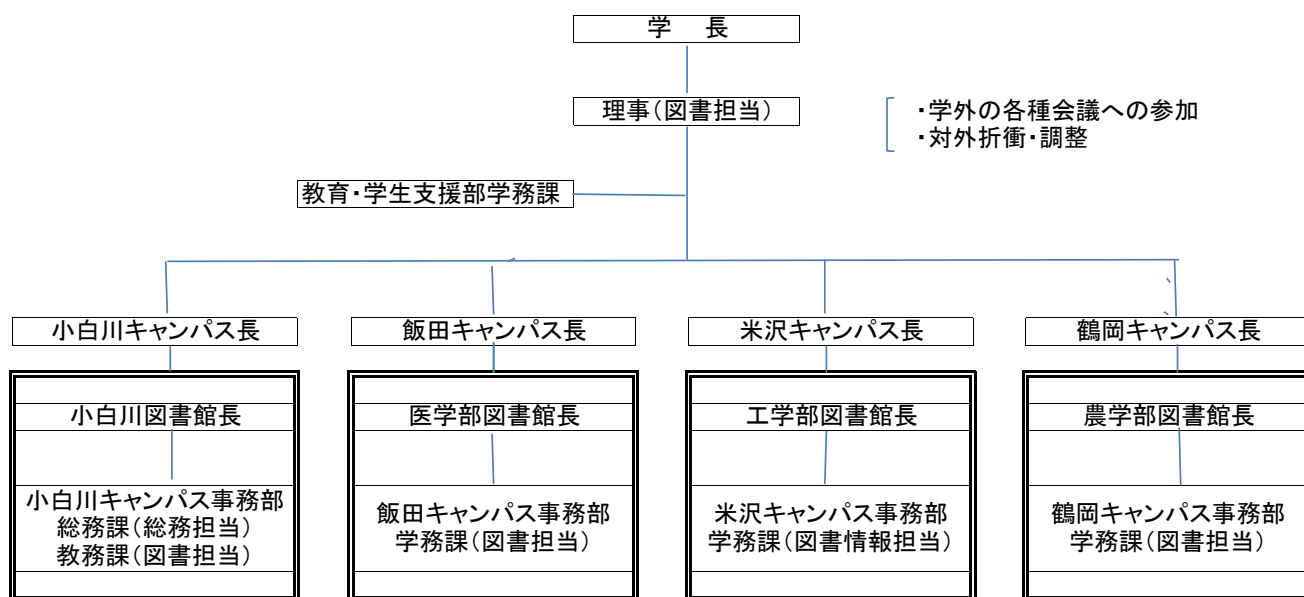 学 長
理事(図書担当)
・学外の各種会議への参加
・対外折衝・調整
教育・学生支援部学務課
小白川キャンパス長
飯田キャンパス長
米沢キャンパス長
鶴岡キャンパス長
小白川図書館長
医学部図書館長
工学部図書館長
農学部図書館長
小白川キャンパス事務部
総務課(総務担当)
教務課(図書担当)
飯田キャンパス事務部
学務課(図書担当)
米沢キャンパス事務部
学務課(図書情報担当)
鶴岡キャンパス事務部
学務課(図書担当)